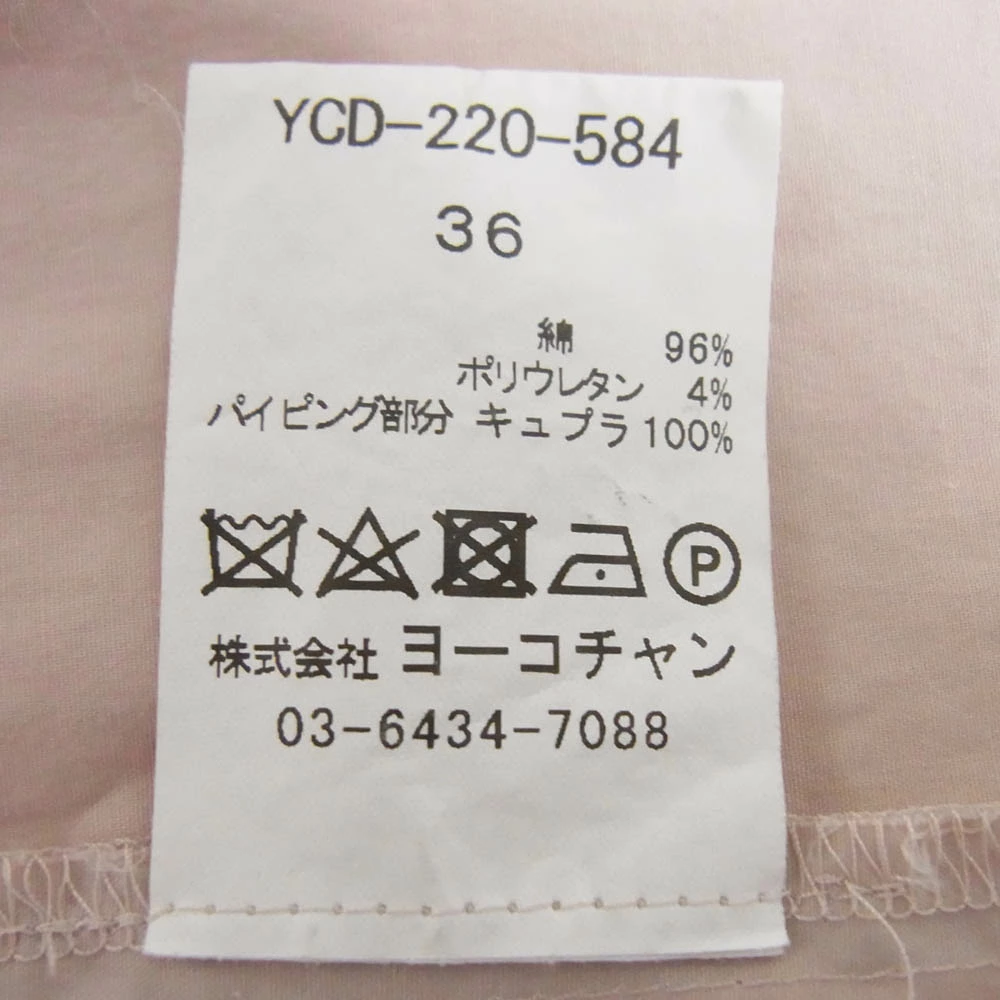 YCD-220-584
36
綿 96%
ポリウレタン 4%
パイピング部分 キュプラ 100%
P
株式会社 ヨーコチャン
03-6434-7088